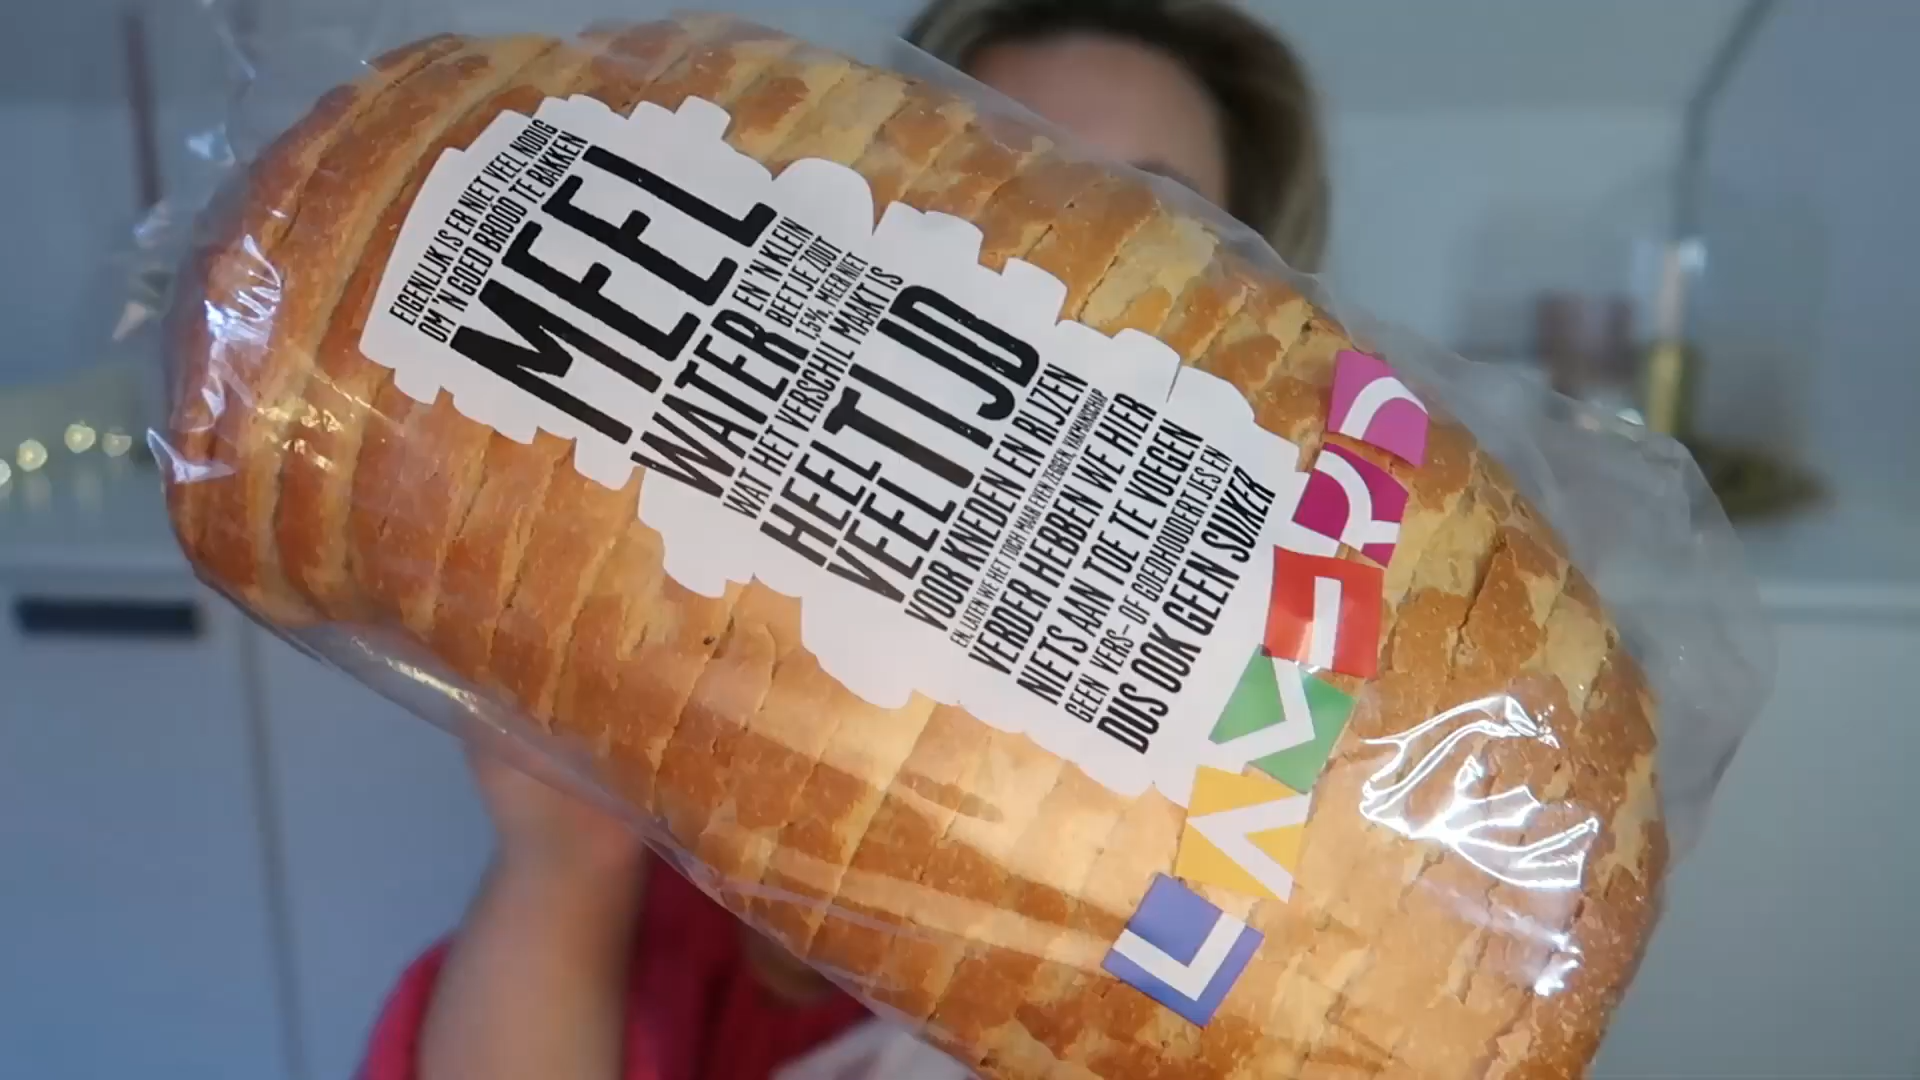 EIGENLIJK IS ER NIET VEEL NODIG
OM 'N GOED BROOD TE BAKKEN
MEEL
WATER EN 'N KLEIN
BEETJE ZOUT
1,5%, MEER NIET
WAT HET VERSCHIL MAAKT IS
HEEL
VEEL TIJD
VOOR KNEDEN EN RIJZEN
EN, LATEN WE HET TOCH MAAR EVEN ZEGGEN, VAKMANSCHAP
VERDER HEBBEN WE HIER
NIETS AAN TOE TE VOEGEN
GEEN VERS- OF GOEDHOUDERTJES EN
DUS OOK GEEN SUIKER